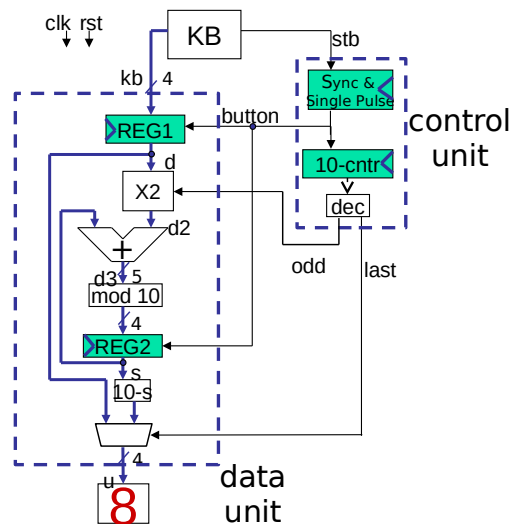 clk rst
KB
stb
kb 4
Sync &
Single Pulse
button
REG1
control
unit
10-cntr
d
X2
dec
d2
+
odd
last
d3 5
mod 10
4
REG2
s
10-s
4
u
data
unit
8